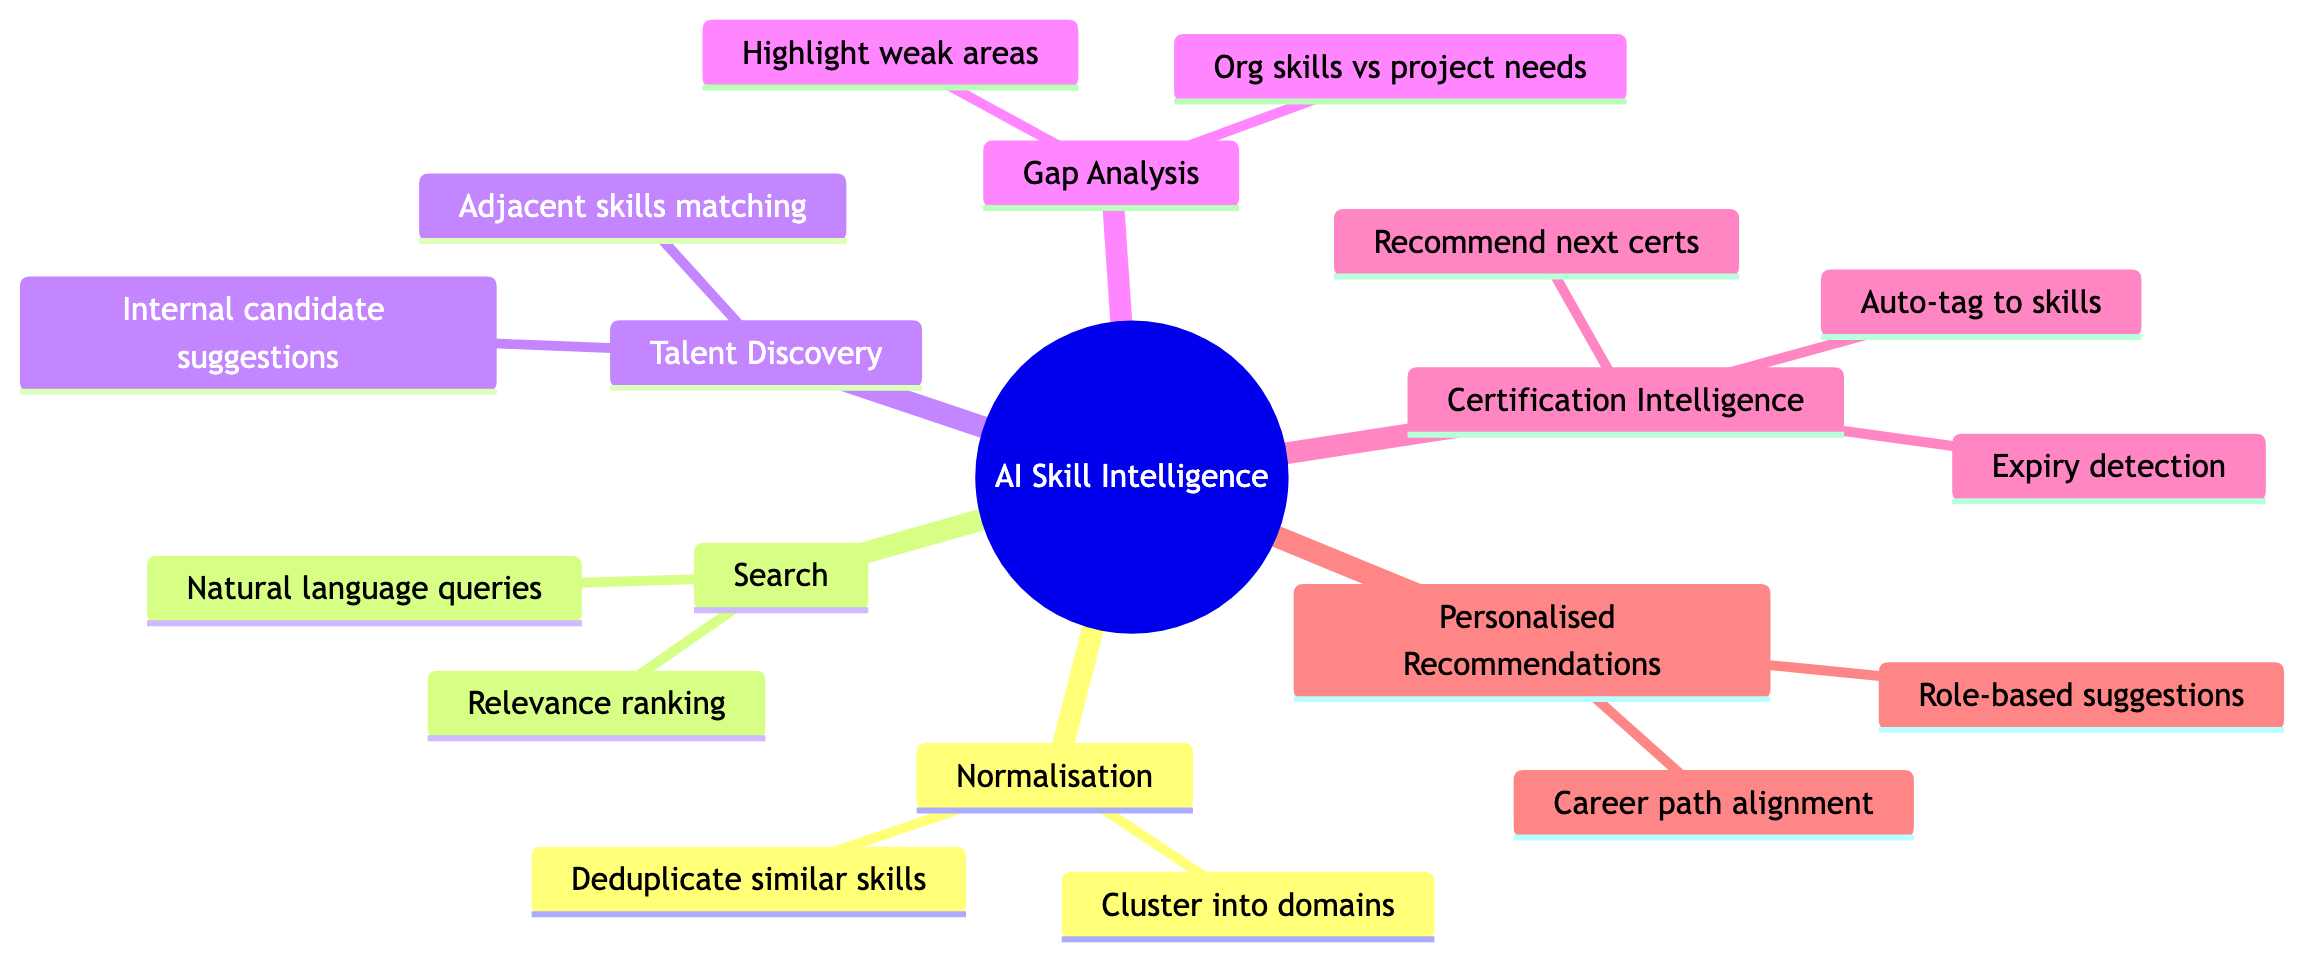 Highlight weak areas
Org skills vs project needs
Gap Analysis
Adjacent skills matching
Internal candidate
suggestions
Talent Discovery
Recommend next certs
Auto-tag to skills
Certification Intelligence
Expiry detection
AI Skill Intelligence
Search
Natural language queries
Relevance ranking
Personalised
Recommendations
Role-based suggestions
Career path alignment
Normalisation
Deduplicate similar skills
Cluster into domains